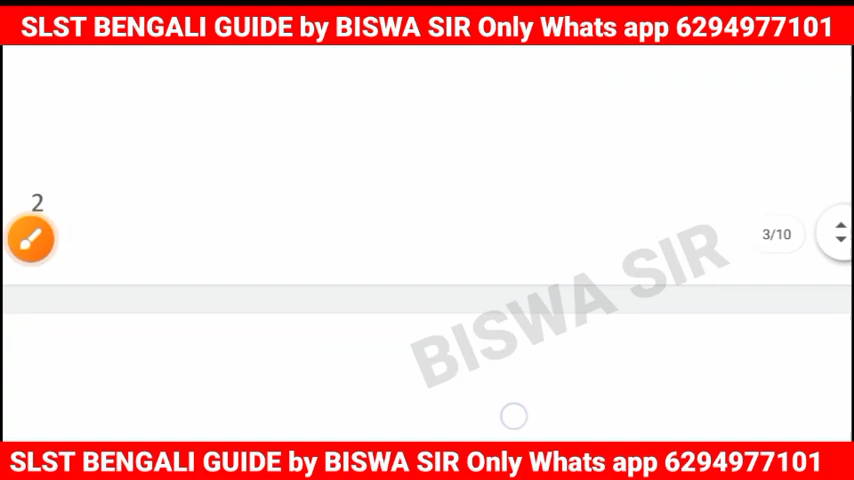 SLST BENGALI GUIDE by BISWA SIR Only Whats app 6294977101
2
3/10
BISWA SIR
SLST BENGALI GUIDE by BISWA SIR Only Whats app 6294977101